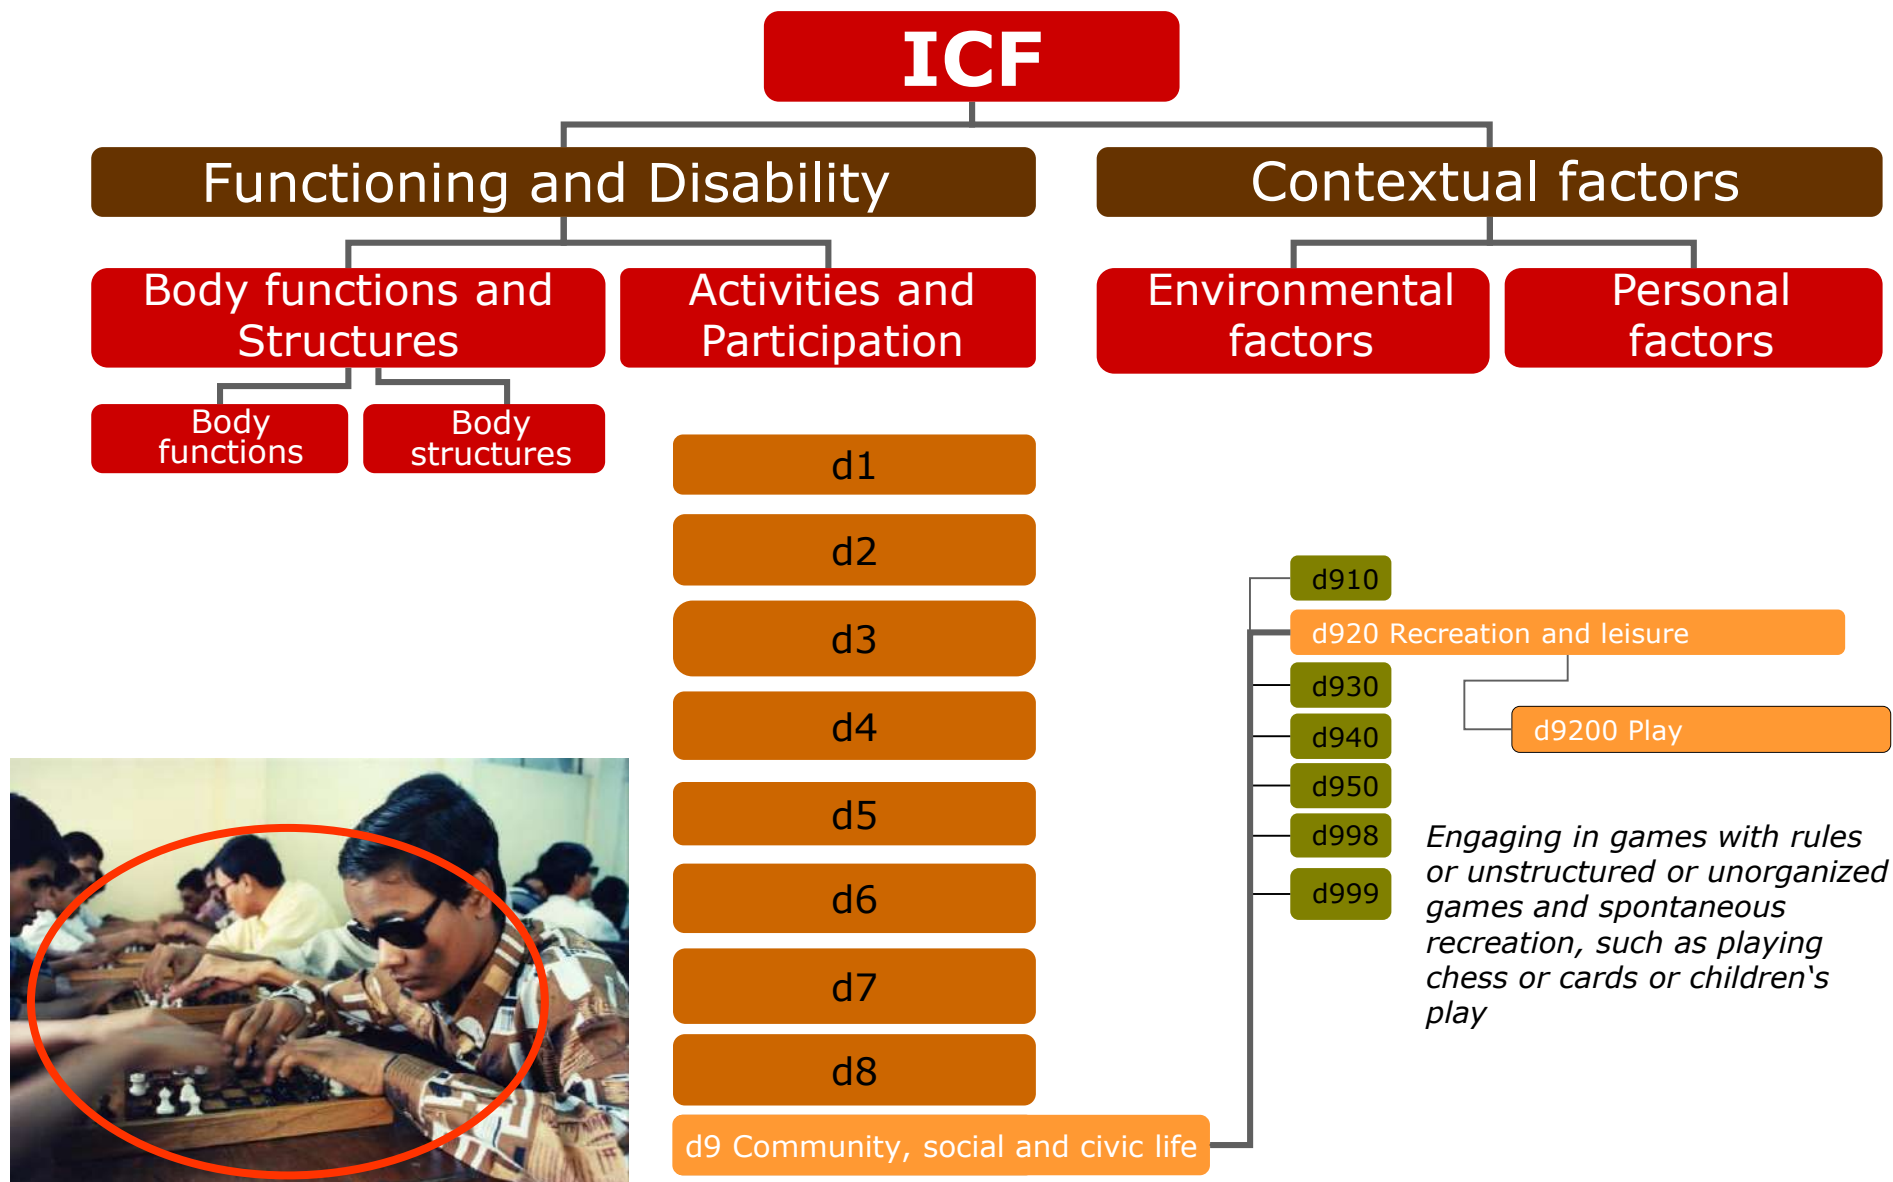 ICF
Functioning and Disability
Contextual factors
Body functions and
Structures
Activities and
Participation
Environmental
factors
Personal
factors
Body
functions
Body
structures
d1
d2
d3
d4
d5
d6
d7
d8
d9 Community, social and civic life
d910
d920 Recreation and leisure
d930
d940
d950
d998
d999
d9200 Play
Engaging in games with rules
or unstructured or unorganized
games and spontaneous
recreation, such as playing
chess or cards or children‘s
play